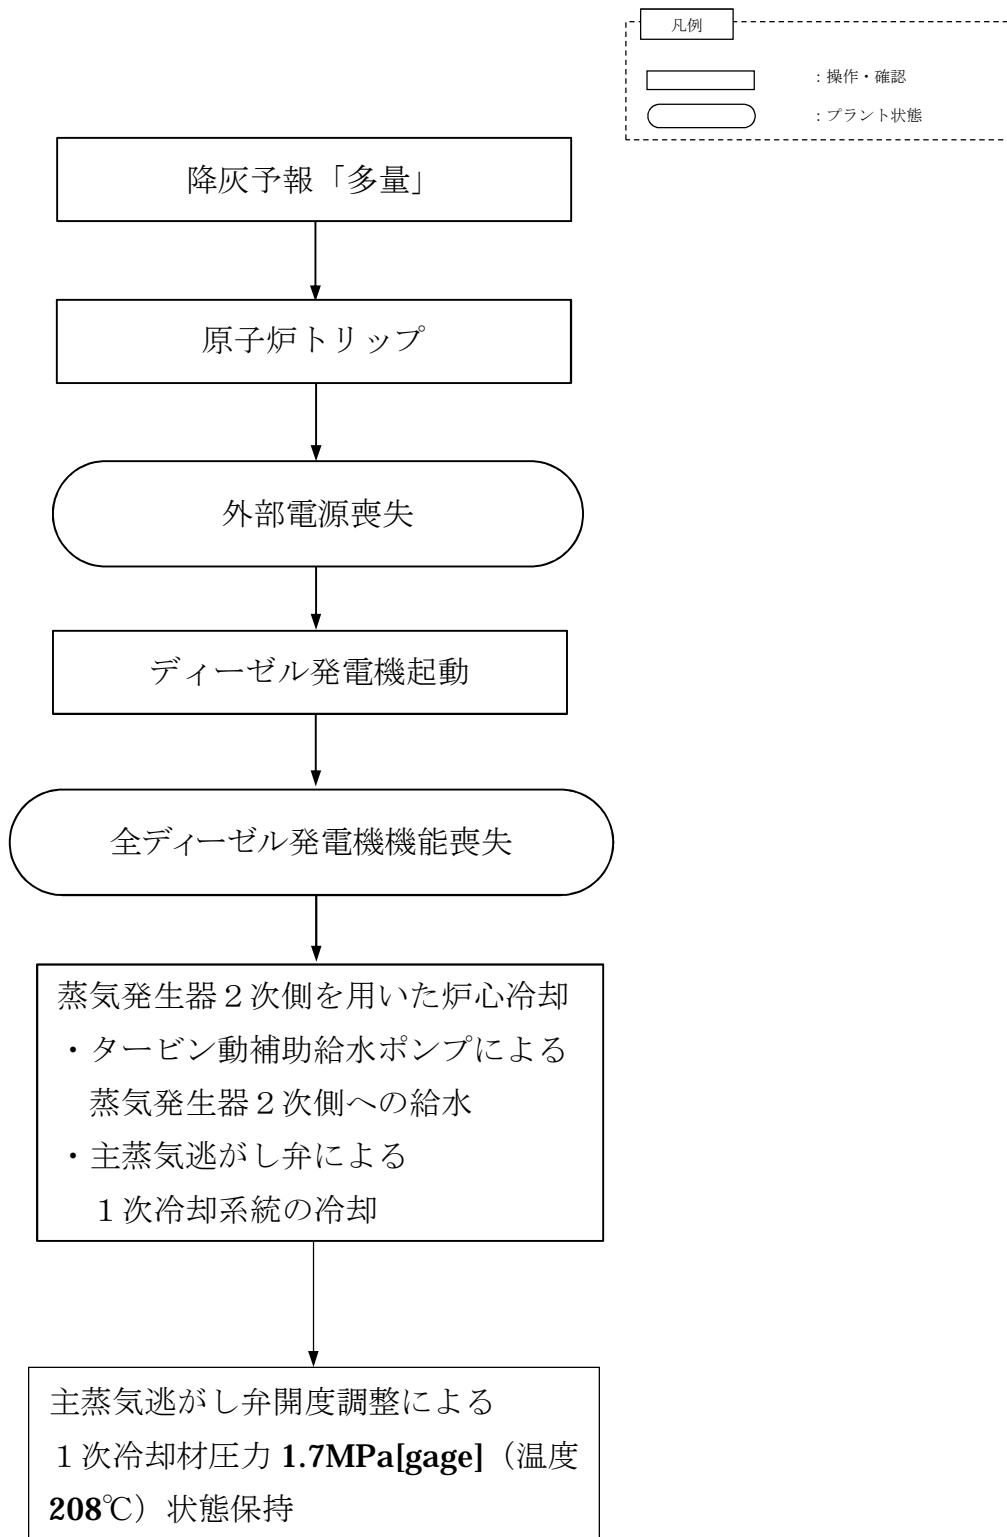 凡例
：操作・確認
：プラント状態
降灰予報「多量」
原子炉トリップ
外部電源喪失
ディーゼル発電機起動
全ディーゼル発電機機能喪失
蒸気発生器２次側を用いた炉心冷却
・タービン動補助給水ポンプによる
蒸気発生器２次側への給水
・主蒸気逃がし弁による
１次冷却系統の冷却
主蒸気逃がし弁開度調整による
１次冷却材圧力 1.7MPa[gage]（温度
208℃）状態保持